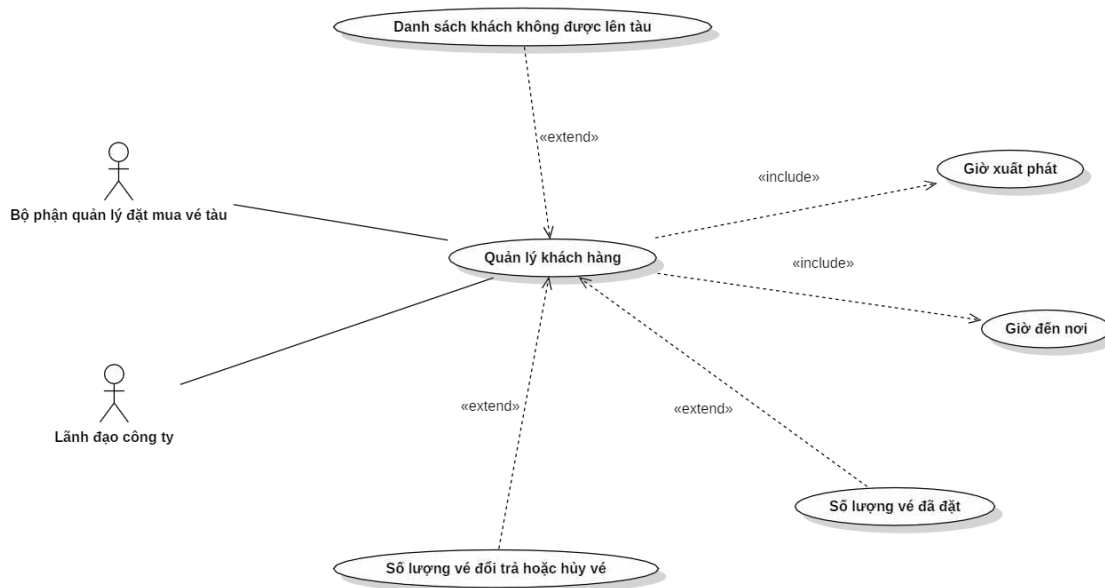 Danh sách khách không được lên tàu
«extend»
Giờ xuất phát
«include»
Bộ phận quản lý đặt mua vé tàu
Quản lý khách hàng
«include»
Giờ đến nơi
Lãnh đạo công ty
«extend»
«extend»
Số lượng vé đã đặt
Số lượng vé đổi trả hoặc hủy vé